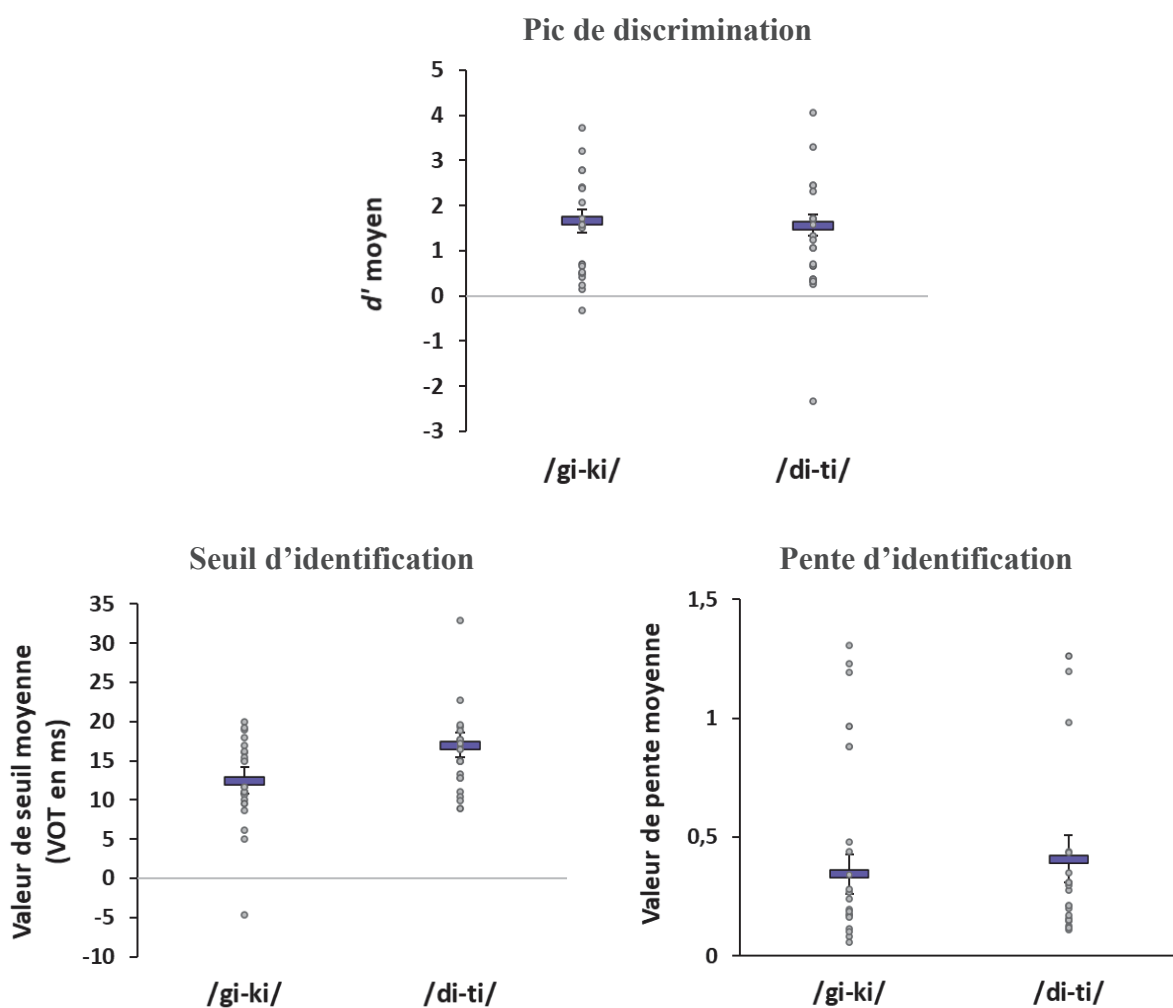 Pic de discrimination
5
4
3
2
1
0
-1
-2
-3
d' moyen
/gi-ki/
/di-ti/
Seuil d’identification
35
30
25
20
15
10
5
0
-5
-10
Valeur de seuil moyenne
(VOT en ms)
/gi-ki/
/di-ti/
Pente d’identification
1,5
1
0,5
0
Valeur de pente moyenne
/gi-ki/
/di-ti/